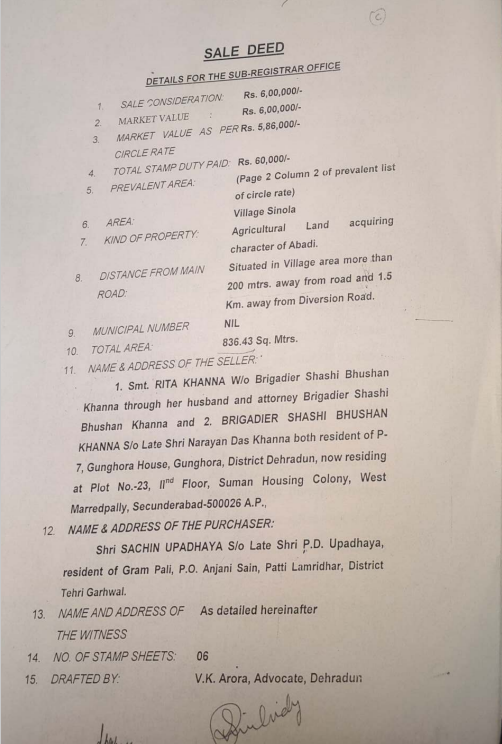 C
SALE DEED
DETAILS FOR THE SUB-REGISTRAR OFFICE
1. SALE CONSIDERATION: Rs. 6,00,000/-
2. MARKET VALUE : Rs. 6,00,000/-
3. MARKET VALUE AS PER Rs. 5,86,000/-
CIRCLE RATE
4. TOTAL STAMP DUTY PAID: Rs. 60,000/-
5. PREVALENT AREA: (Page 2 Column 2 of prevalent list
of circle rate)
6. AREA: Village Sinola
7. KIND OF PROPERTY: Agricultural Land acquiring
character of Abadi.
8. DISTANCE FROM MAIN Situated in Village area more than
ROAD: 200 mtrs. away from road and 1.5
Km. away from Diversion Road.
9. MUNICIPAL NUMBER NIL
10. TOTAL AREA: 836.43 Sq. Mtrs.
11. NAME & ADDRESS OF THE SELLER:
1. Smt. RITA KHANNA W/o Brigadier Shashi Bhushan
Khanna through her husband and attorney Brigadier Shashi
Bhushan Khanna and 2. BRIGADIER SHASHI BHUSHAN
KHANNA S/o Late Shri Narayan Das Khanna both resident of P-
7, Gunghora House, Gunghora, District Dehradun, now residing
at Plot No.-23, IInd Floor, Suman Housing Colony, West
Marredpally, Secunderabad-500026 A.P.,
12. NAME & ADDRESS OF THE PURCHASER:
Shri SACHIN UPADHAYA S/o Late Shri P.D. Upadhaya,
resident of Gram Pali, P.O. Anjani Sain, Patti Lamridhar, District
Tehri Garhwal.
13. NAME AND ADDRESS OF As detailed hereinafter
THE WITNESS
14. NO. OF STAMP SHEETS: 06
15. DRAFTED BY: V.K. Arora, Advocate, Dehradun